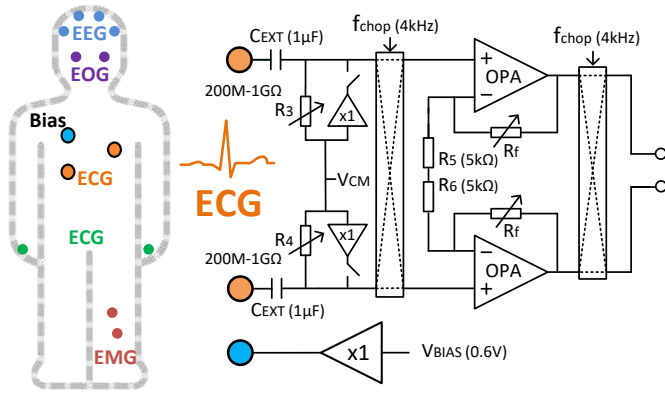 EEG
EOG
Bias
ECG
ECG
EMG
ECG
CEXT (1µF)
200M-1GΩ
R3
x1
VCM
R4
x1
200M-1GΩ
CEXT (1µF)
fchop (4kHz)
+
OPA
−
R5 (5kΩ)
R6 (5kΩ)
Rf
Rf
−
OPA
+
fchop (4kHz)
x1
VBIAS (0.6V)